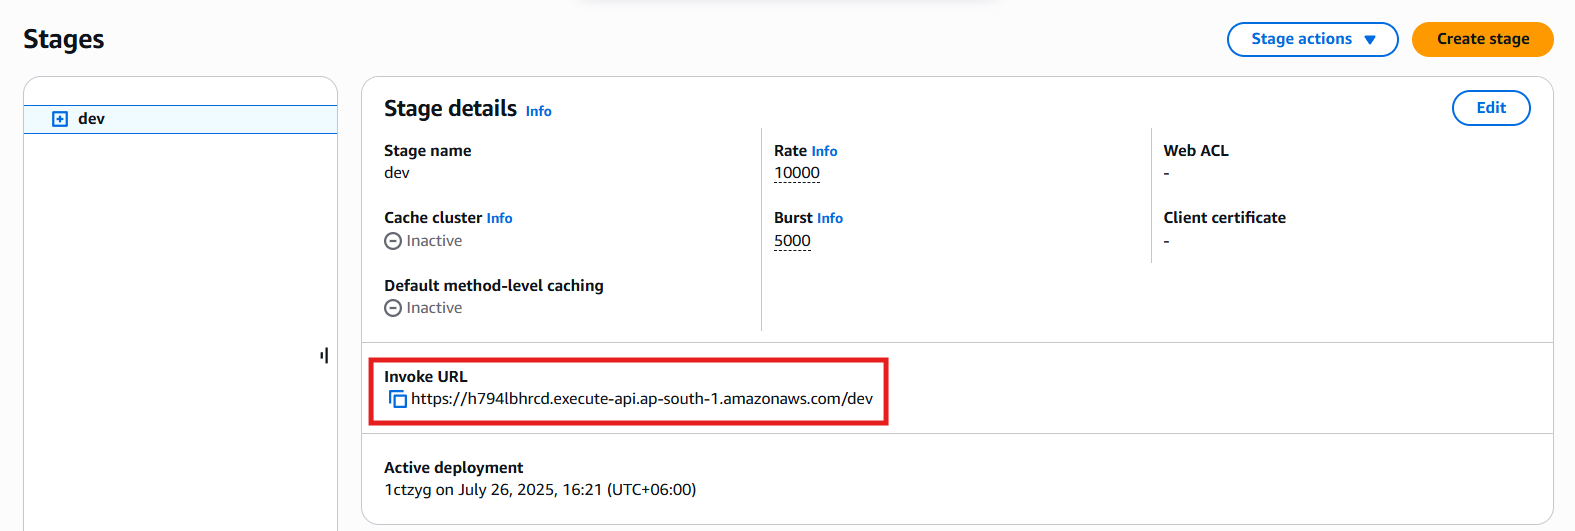 Stages
Stage actions
Create stage
dev
Stage details Info
Edit
Stage name
dev
Rate Info
10000
Web ACL
-
Cache cluster Info
Inactive
Burst Info
5000
Client certificate
-
Default method-level caching
Inactive
Invoke URL
https://h794lbhrcd.execute-api.ap-south-1.amazonaws.com/dev
Active deployment
1ctzyg on July 26, 2025, 16:21 (UTC+06:00)